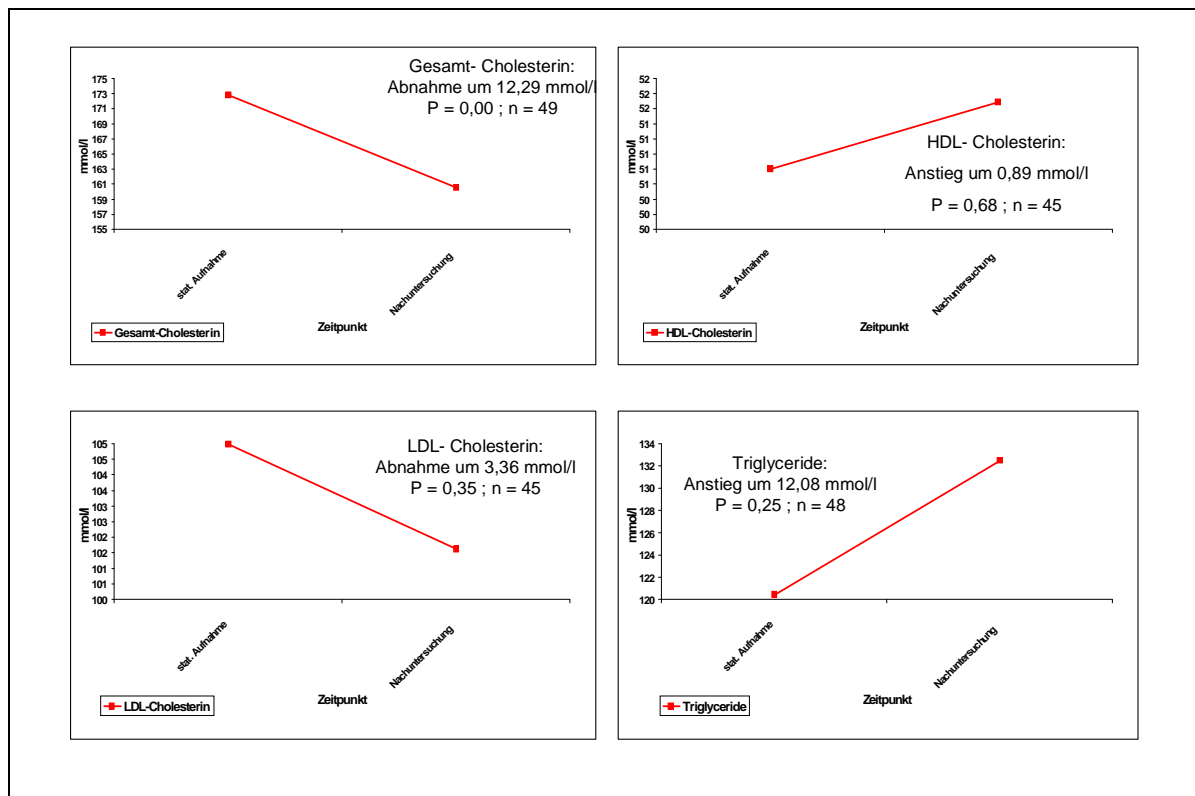 Gesamt- Cholesterin:
Abnahme um 12,29 mmol/l
P = 0,00 ; n = 49
175
173
171
169
167
165
163
161
159
157
155
mmol/l
stat. Aufnahme
Nachuntersuchung
Zeitpunkt
Gesamt-Cholesterin
HDL- Cholesterin:
Anstieg um 0,89 mmol/l
P = 0,68 ; n = 45
52
52
52
51
51
51
51
50
50
50
mmol/l
stat. Aufnahme
Nachuntersuchung
Zeitpunkt
HDL-Cholesterin
LDL- Cholesterin:
Abnahme um 3,36 mmol/l
P = 0,35 ; n = 45
105
105
104
104
103
103
102
102
101
101
100
mmol/l
stat. Aufnahme
Nachuntersuchung
Zeitpunkt
LDL-Cholesterin
Triglyceride:
Anstieg um 12,08 mmol/l
P = 0,25 ; n = 48
134
132
130
128
126
124
122
120
mmol/l
stat. Aufnahme
Nachuntersuchung
Zeitpunkt
Triglyceride